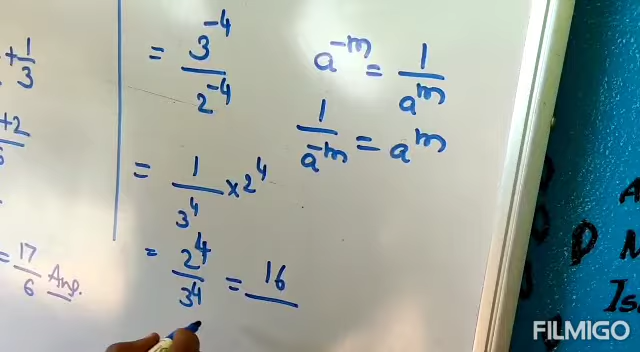 +1/3
+2
= 17/6 Ans.
= 3^-4/2^-4
= 1/3^4 × 2^4
= 2^4/3^4 = 16
a^-m = 1/a^m
1/a^-m = a^m
FILMIGO